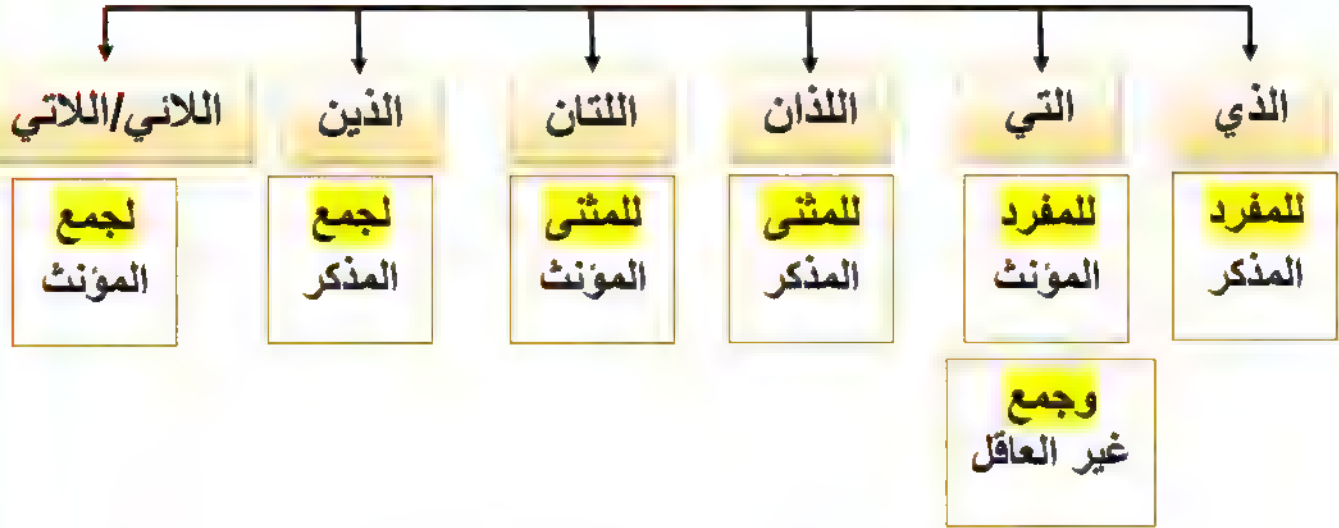 الذي
التي
اللذان
اللتان
الذين
اللائي/اللاتي
للمفرد
المذكر
للمفرد
المؤنث
للمثنى
المذكر
للمثنى
المؤنث
لجمع
المذكر
لجمع
المؤنث
وجمع
غير العاقل